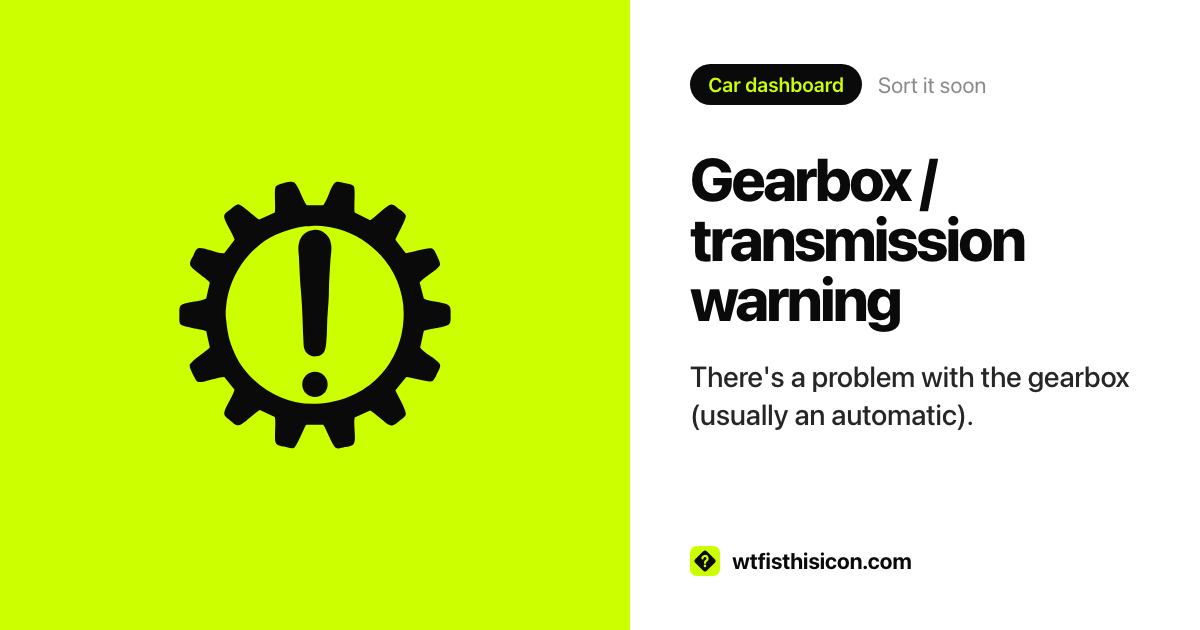 Car dashboard
Sort it soon
Gearbox /
transmission
warning
There's a problem with the gearbox
(usually an automatic).
wtfisthisicon.com